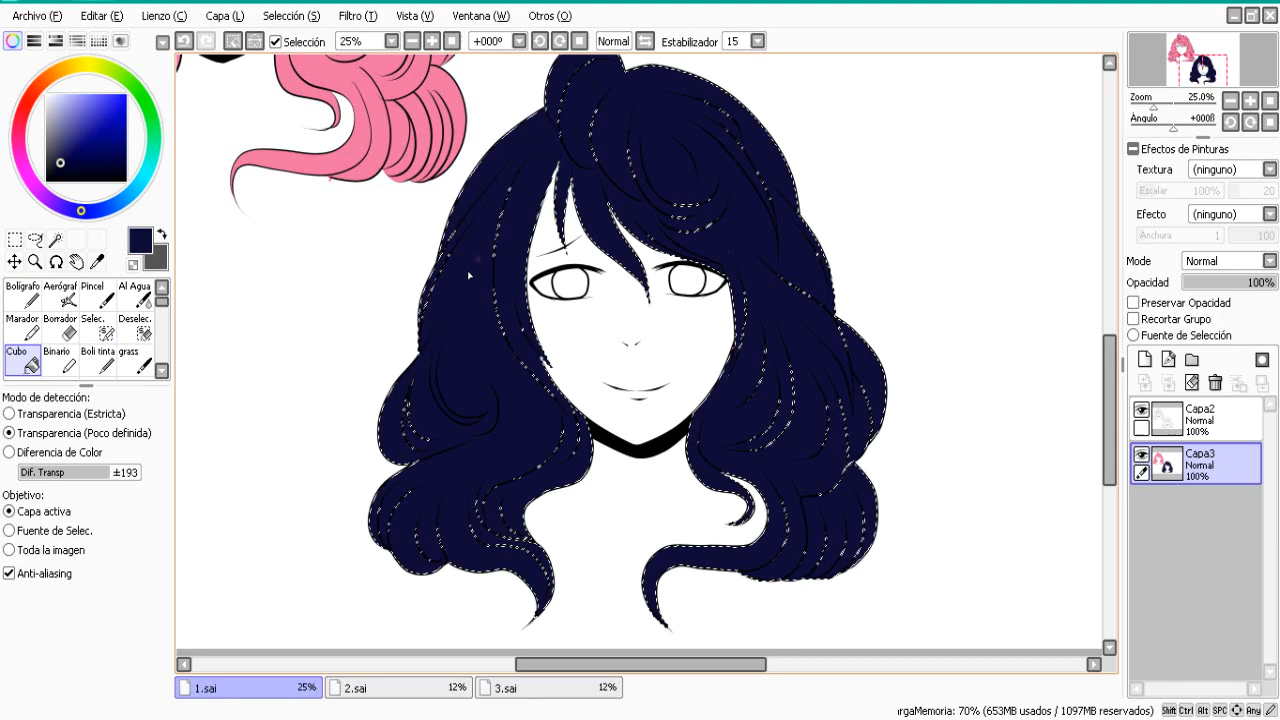 Archivo (F) Editar (E) Lienzo (C) Capa (L) Selección (S) Filtro (T) Vista (V) Ventana (W) Otros (O)
Selección 25% +000º Normal Estabilizador 15
Zoom 25.0%
Ángulo +000ß
Efectos de Pinturas
Textura (ninguno)
Escalar 100% 20
Efecto (ninguno)
Anchura 1 100
Mode Normal
Opacidad 100%
Preservar Opacidad
Recortar Grupo
Fuente de Selección
Bolígrafo Aerógraf Pincel Al Agua
Marador Borrador Selec. Deselec.
Cubo Binario Boli tinta grass
Modo de detección:
Transparencia (Estricta)
Transparencia (Poco definida)
Diferencia de Color
Dif. Transp ±193
Objetivo:
Capa activa
Fuente de Selec.
Toda la imagen
Anti-aliasing
Capa2
Normal
100%
Capa3
Normal
100%
1.sai 25% 2.sai 12% 3.sai 12%
ırgaMemoria: 70% (653MB usados / 1097MB reservados) Shift Ctrl Alt SPC Any